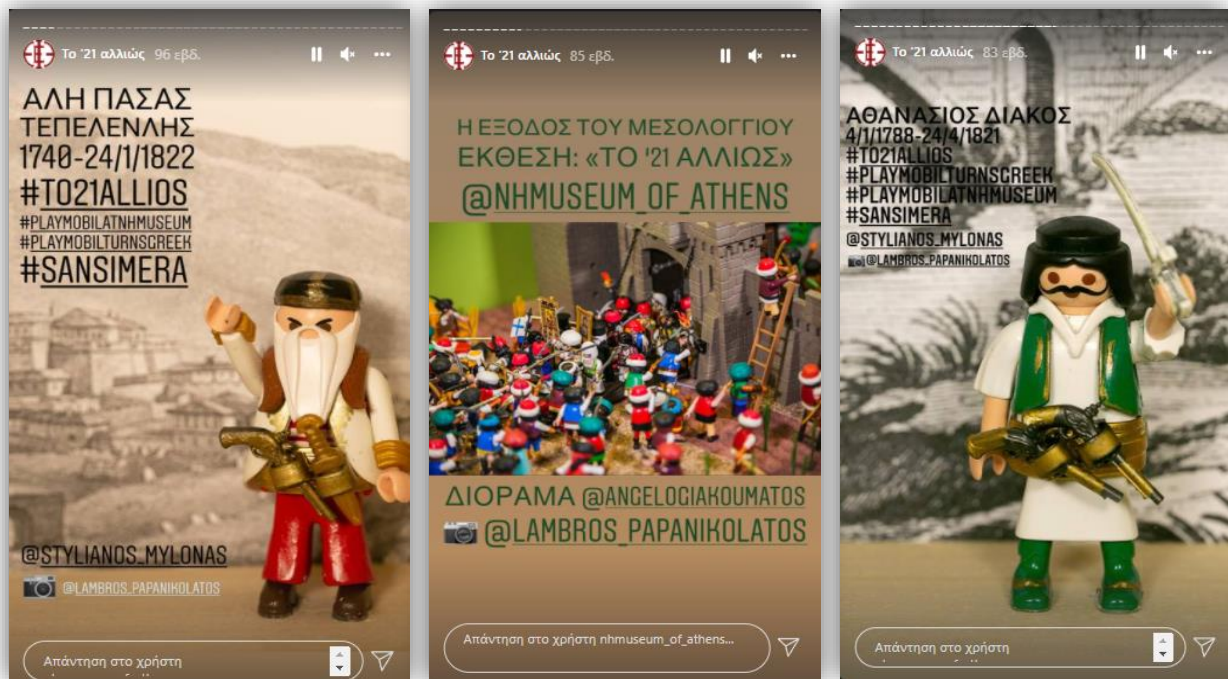 Το '21 αλλιώς 96 εβδ.
ΑΛΗ ΠΑΣΑΣ
ΤΕΠΕΛΕΝΛΗΣ
1740-24/1/1822
#TO21ALLIOS
#PLAYMOBILATNHMUSEUM
#PLAYMOBILTURNSGREEK
#SANSIMERA
@STYLIANOS_MYLONAS
@LAMBROS_PAPANIKOLATOS
Απάντηση στο χρήστη
Το '21 αλλιώς 85 εβδ.
Η ΕΞΟΔΟΣ ΤΟΥ ΜΕΣΟΛΟΓΓΙΟΥ
ΕΚΘΕΣΗ: «ΤΟ '21 ΑΛΛΙΩΣ»
@NHMUSEUM_OF_ATHENS
ΔΙΟΡΑΜΑ @ANGELOGIAKOUMATOS
@LAMBROS_PAPANIKOLATOS
Απάντηση στο χρήστη nhmuseum_of_athens...
Το '21 αλλιώς 83 εβδ.
ΑΘΑΝΑΣΙΟΣ ΔΙΑΚΟΣ
4/1/1788-24/4/1821
#TO21ALLIOS
#PLAYMOBILTURNSGREEK
#PLAYMOBILATNHMUSEUM
#SANSIMERA
@STYLIANOS_MYLONAS
@LAMBROS_PAPANIKOLATOS
Απάντηση στο χρήστη